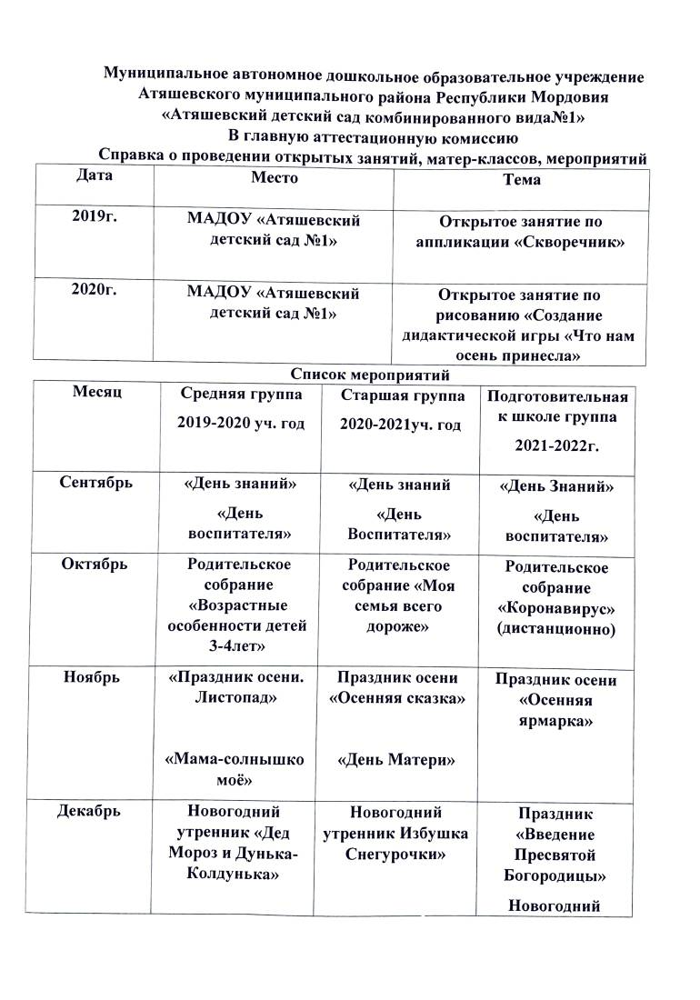 Муниципальное автономное дошкольное образовательное учреждение
Атяшевского муниципального района Республики Мордовия
«Атяшевский детский сад комбинированного вида№1»
В главную аттестационную комиссию
Справка о проведении открытых занятий, матер-классов, мероприятий
Дата
Место
Тема
2019г.
МАДОУ «Атяшевский
детский сад №1»
Открытое занятие по
аппликации «Скворечник»
2020г.
МАДОУ «Атяшевский
детский сад №1»
Открытое занятие по
рисованию «Создание
дидактической игры «Что нам
осень принесла»
Список мероприятий
Месяц
Средняя группа
2019-2020 уч. год
Старшая группа
2020-2021уч. год
Подготовительная
к школе группа
2021-2022г.
Сентябрь
«День знаний»
«День
воспитателя»
«День знаний
«День
Воспитателя»
«День Знаний»
«День
воспитателя»
Октябрь
Родительское
собрание
«Возрастные
особенности детей
3-4лет»
Родительское
собрание «Моя
семья всего
дороже»
Родительское
собрание
«Коронавирус»
(дистанционно)
Ноябрь
«Праздник осени.
Листопад»
«Мама-солнышко
моё»
Праздник осени
«Осенняя сказка»
«День Матери»
Праздник осени
«Осенняя
ярмарка»
Декабрь
Новогодний
утренник «Дед
Мороз и Дунька-
Колдунька»
Новогодний
утренник Избушка
Снегурочки»
Праздник
«Введение
Пресвятой
Богородицы»
Новогодний